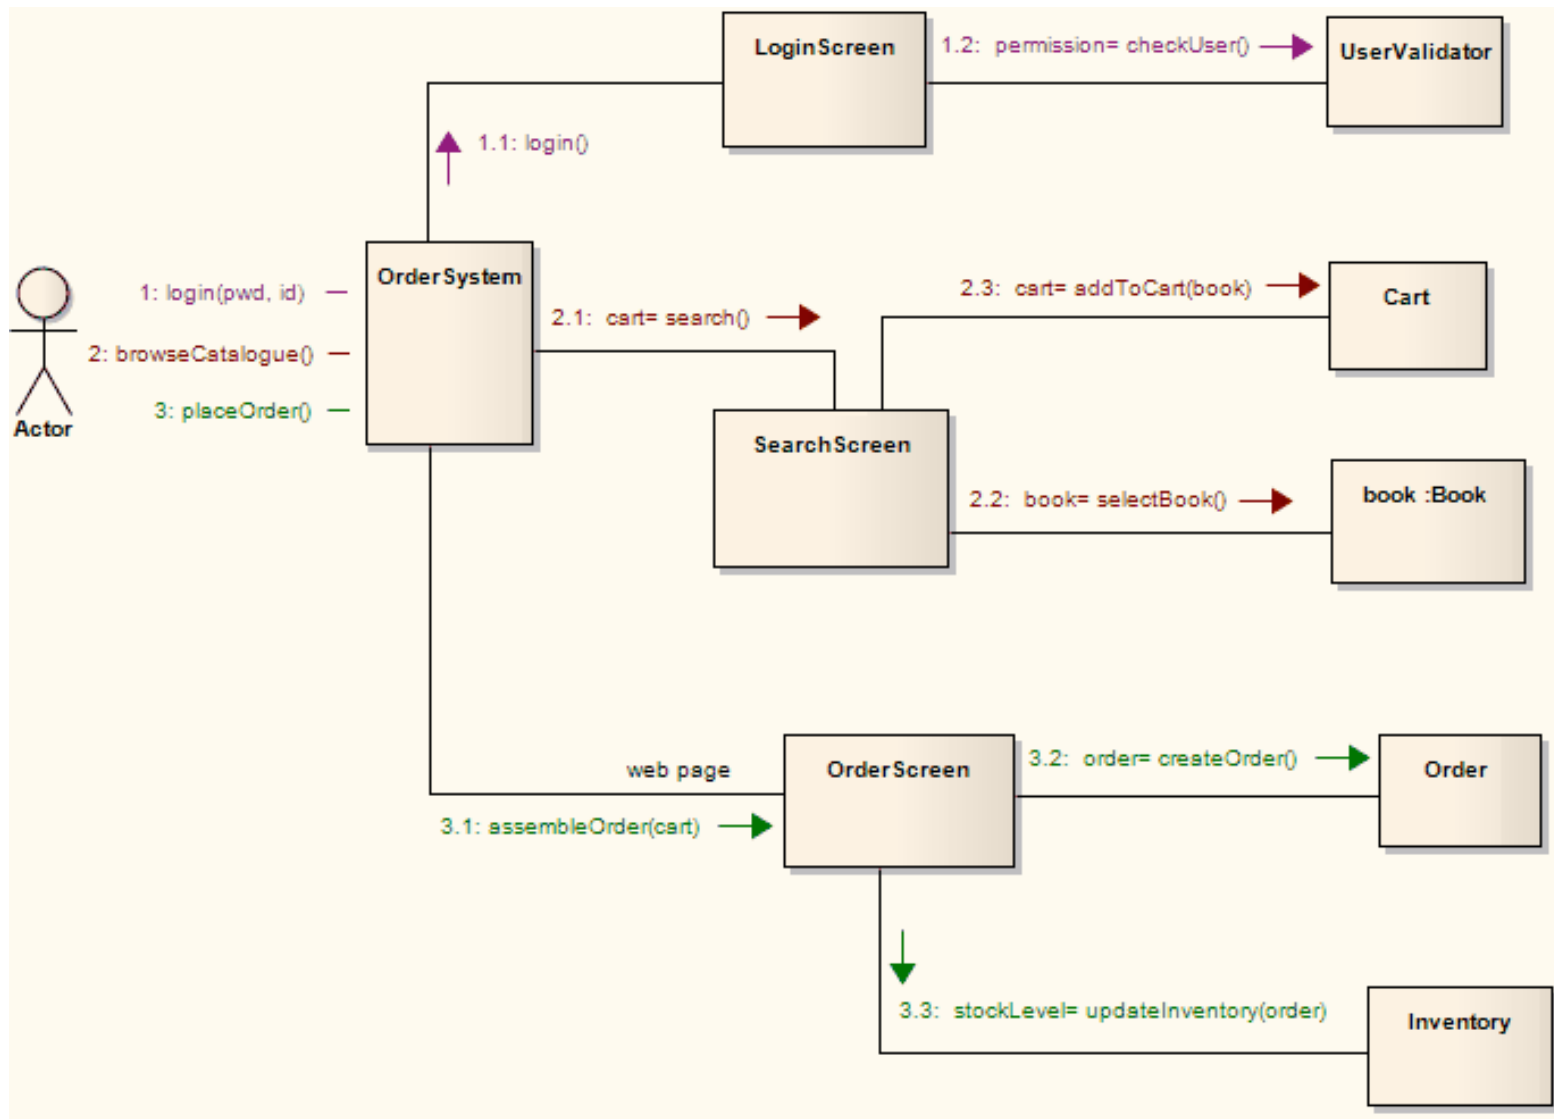 LoginScreen
1.2:  permission= checkUser()
UserValidator
1.1: login()
OrderSystem
1: login(pwd, id)
2: browseCatalogue()
3: placeOrder()
Actor
2.1:  cart= search()
2.3:  cart= addToCart(book)
Cart
SearchScreen
2.2:  book= selectBook()
book :Book
web page
3.1: assembleOrder(cart)
OrderScreen
3.2:  order= createOrder()
Order
3.3:  stockLevel= updateInventory(order)
Inventory